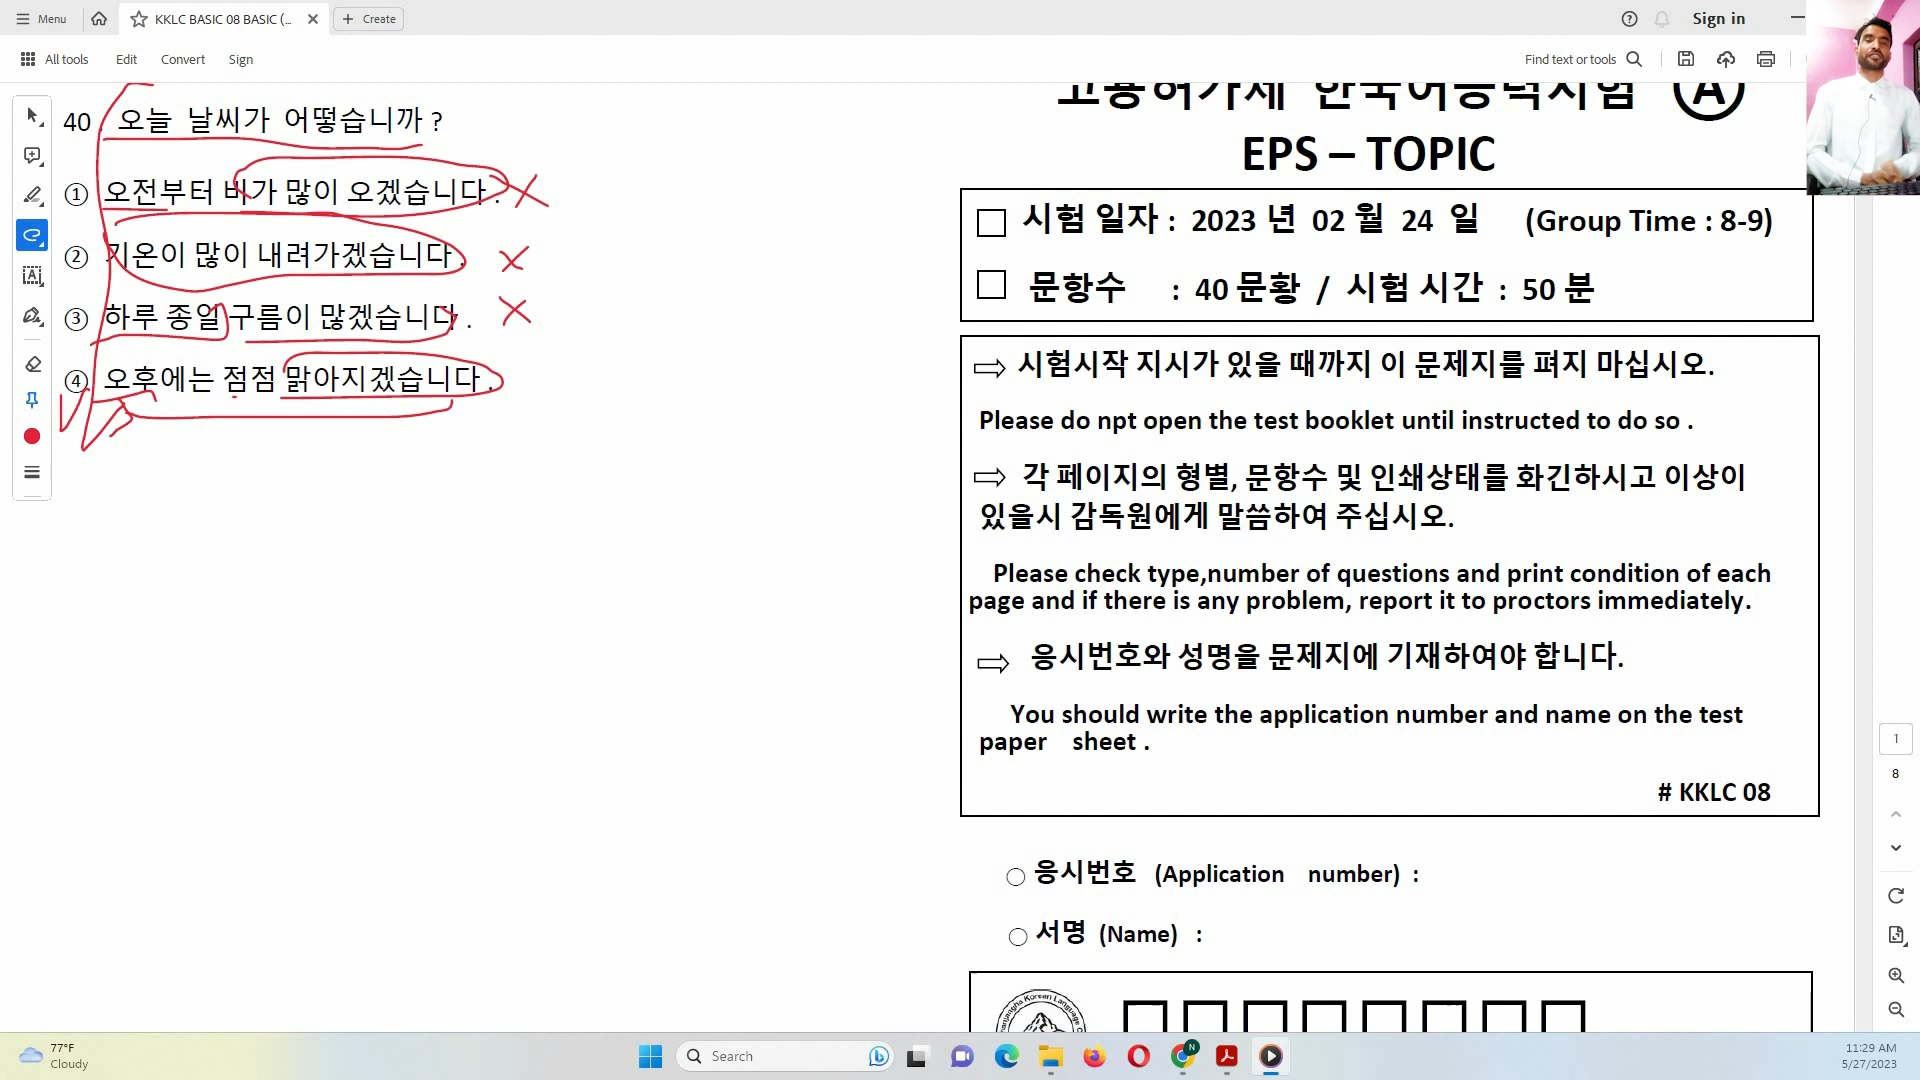 Menu
KKLC BASIC 08 BASIC (...
Create
Sign in
All tools
Edit
Convert
Sign
Find text or tools
40. 오늘 날씨가 어떻습니까 ?
① 오전부터 비가 많이 오겠습니다 .
② 기온이 많이 내려가겠습니다 .
③ 하루 종일 구름이 많겠습니다 .
④ 오후에는 점점 맑아지겠습니다 .
고용허가제 한국어능력시험 Ⓐ
EPS – TOPIC
시험 일자 : 2023 년 02 월 24 일 (Group Time : 8-9)
문항수 : 40 문황 / 시험 시간 : 50 분
⇨ 시험시작 지시가 있을 때까지 이 문제지를 펴지 마십시오.
Please do npt open the test booklet until instructed to do so .
⇨ 각 페이지의 형별, 문항수 및 인쇄상태를 화긴하시고 이상이
있을시 감독원에게 말씀하여 주십시오.
Please check type,number of questions and print condition of each
page and if there is any problem, report it to proctors immediately.
⇨ 응시번호와 성명을 문제지에 기재하여야 합니다.
You should write the application number and name on the test
paper sheet .
# KKLC 08
응시번호 (Application number) :
서명 (Name) :
1
8
77°F
Cloudy
Search
11:29 AM
5/27/2023